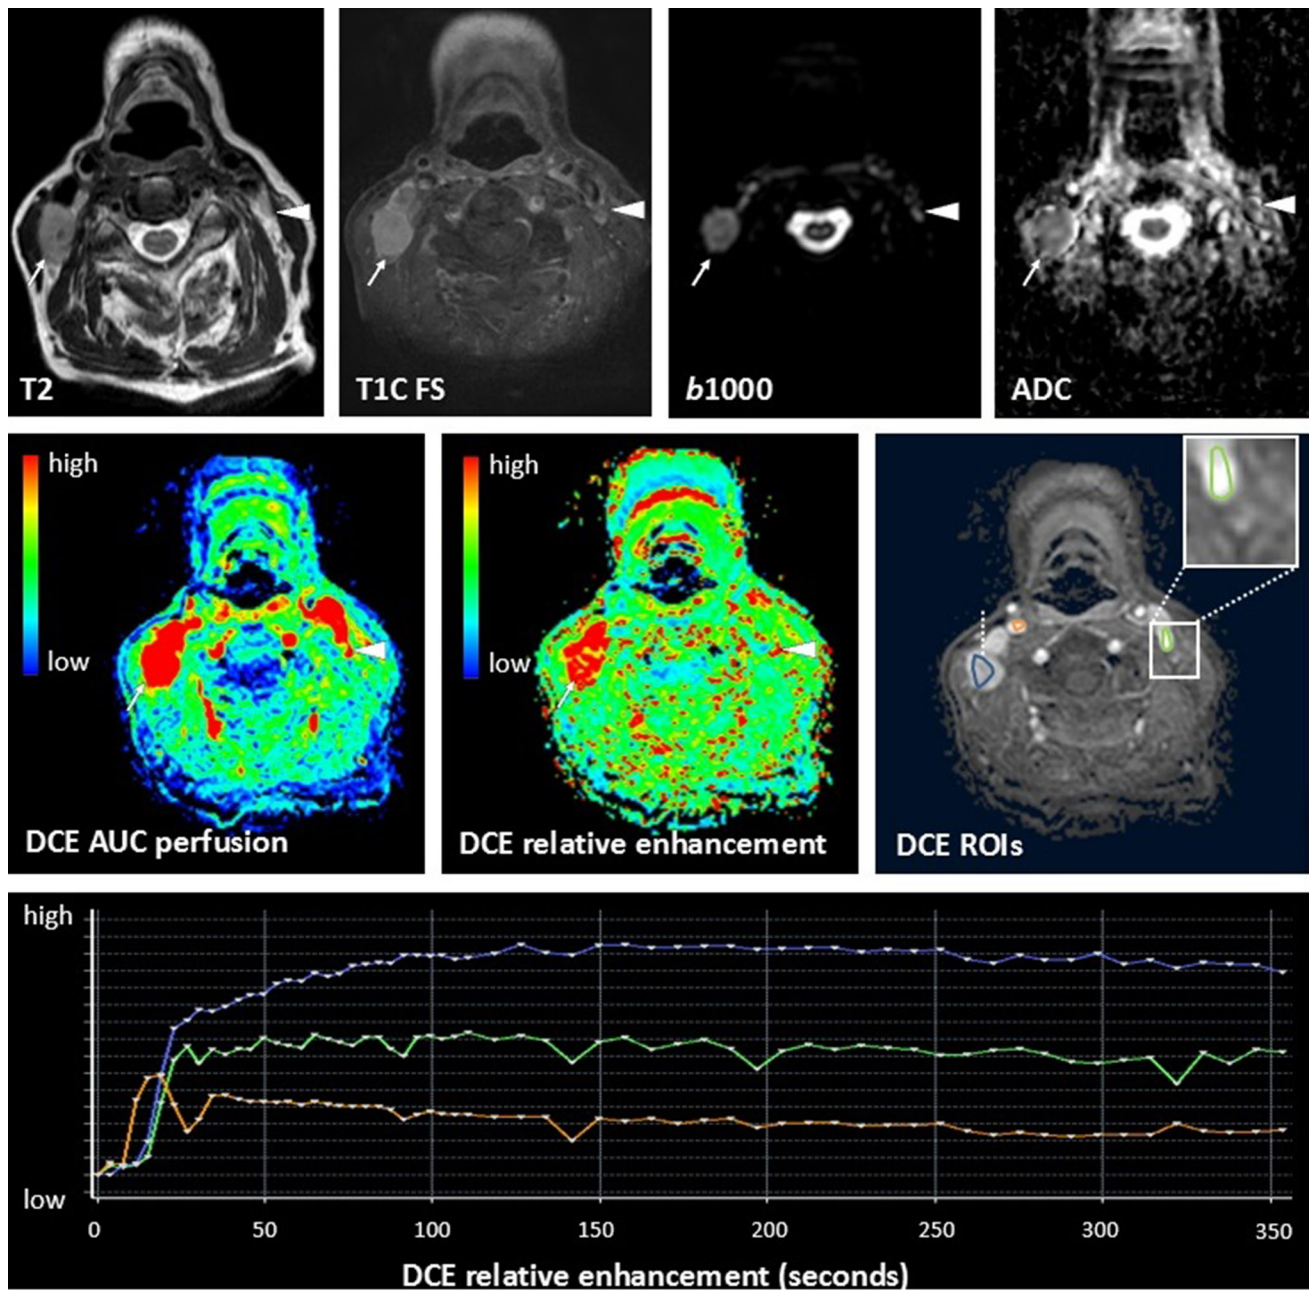 T2
T1C FS
b1000
ADC
high
low
DCE AUC perfusion
high
low
DCE relative enhancement
DCE ROIs
high
low
0 50 100 150 200 250 300 350
DCE relative enhancement (seconds)